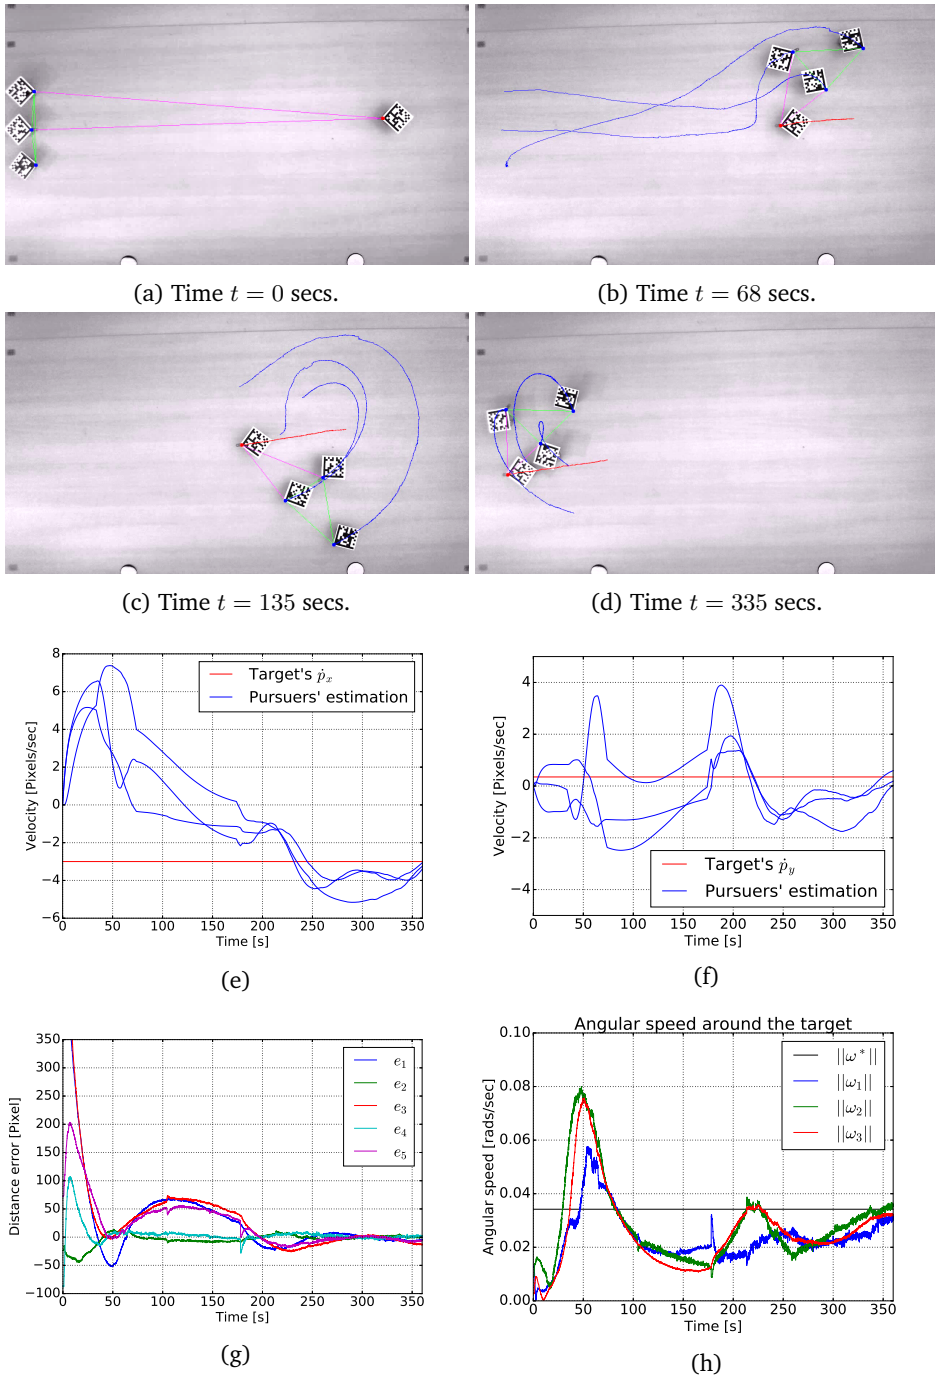 (a) Time t = 0 secs.
(b) Time t = 68 secs.
(c) Time t = 135 secs.
(d) Time t = 335 secs.
8
6
4
2
0
−2
−4
−6
0 50 100 150 200 250 300 350
Velocity [Pixels/sec]
Time [s]
Target's ṗₓ
Pursuers' estimation
(e)
4
2
0
−2
−4
0 50 100 150 200 250 300 350
Velocity [Pixels/sec]
Time [s]
Target's ṗ_y
Pursuers' estimation
(f)
350
300
250
200
150
100
50
0
−50
−100
0 50 100 150 200 250 300 350
Distance error [Pixel]
Time [s]
e₁
e₂
e₃
e₄
e₅
(g)
Angular speed around the target
0.10
0.08
0.06
0.04
0.02
0.00
0 50 100 150 200 250 300 350
Angular speed [rads/sec]
Time [s]
||ω*||
||ω₁||
||ω₂||
||ω₃||
(h)